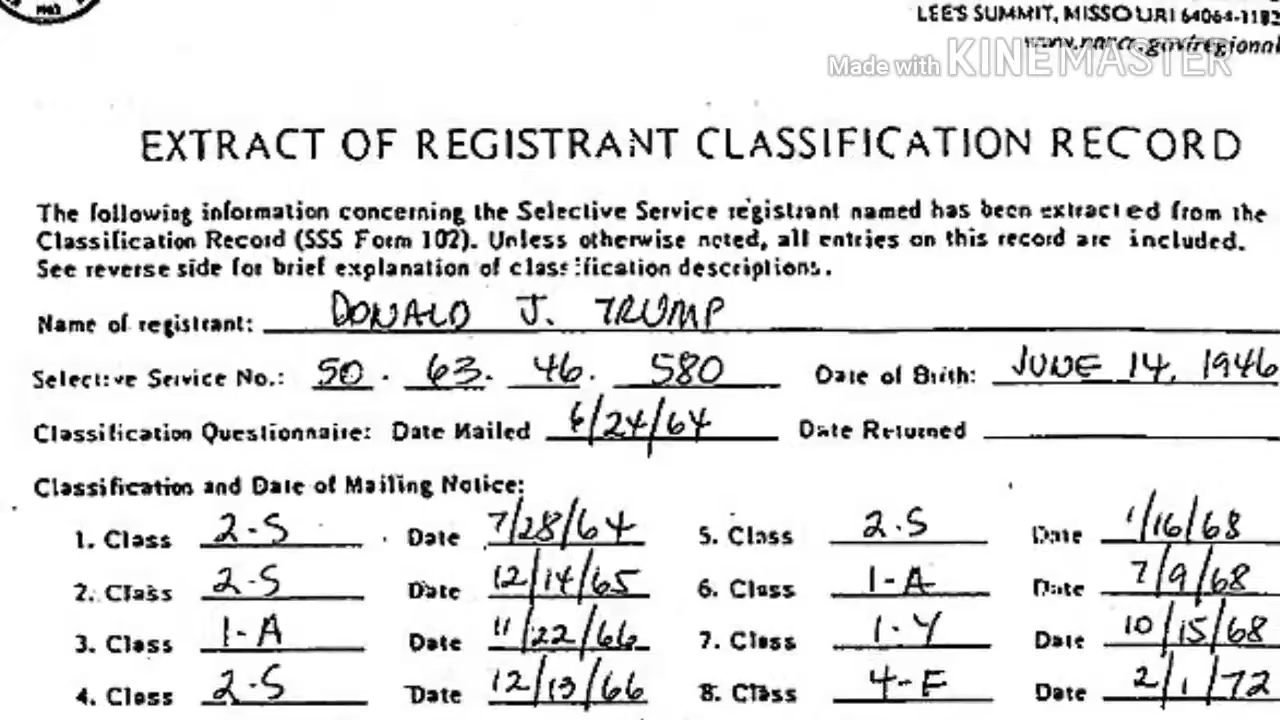 1963
LEE'S SUMMIT, MISSOURI 64064-1182
Made with KINEMASTER
EXTRACT OF REGISTRANT CLASSIFICATION RECORD
The following information concerning the Selective Service registrant named has been extracted from the
Classification Record (SSS Form 102). Unless otherwise noted, all entries on this record are included.
See reverse side for brief explanation of classification descriptions.
Name of registrant: DONALD J. TRUMP
Selective Service No.: 50. 63. 46. 580 Date of Birth: JUNE 14, 1946
Classification Questionnaire: Date Mailed 6/24/64 Date Returned
Classification and Date of Mailing Notice:
1. Class 2-S Date 7/28/64 5. Class 2-S Date 1/16/68
2. Class 2-S Date 12/14/65 6. Class 1-A Date 7/9/68
3. Class 1-A Date 11/22/66 7. Class 1-Y Date 10/15/68
4. Class 2-S Date 12/13/66 8. Class 4-F Date 2/1/72